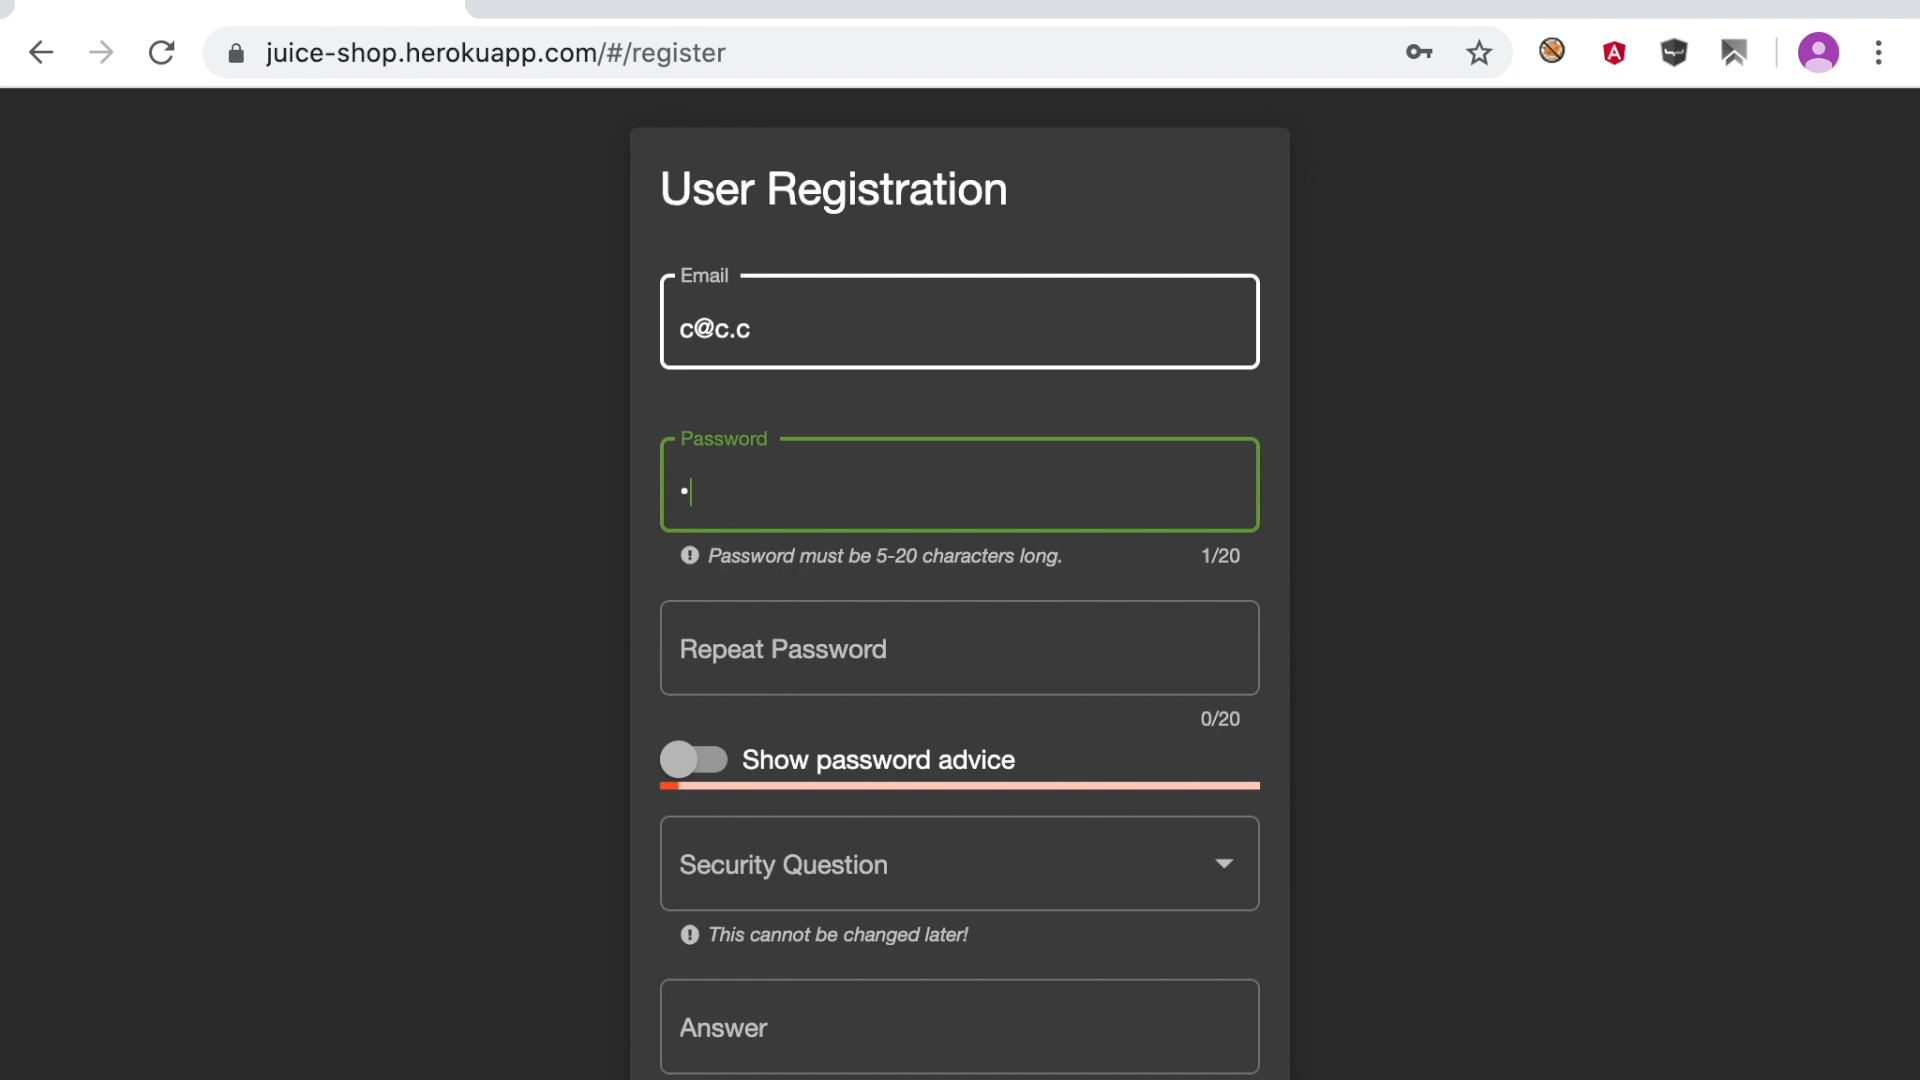 juice-shop.herokuapp.com/#/register
User Registration
Email
c@c.c
Password
•
Password must be 5-20 characters long. 1/20
Repeat Password
0/20
Show password advice
Security Question
This cannot be changed later!
Answer